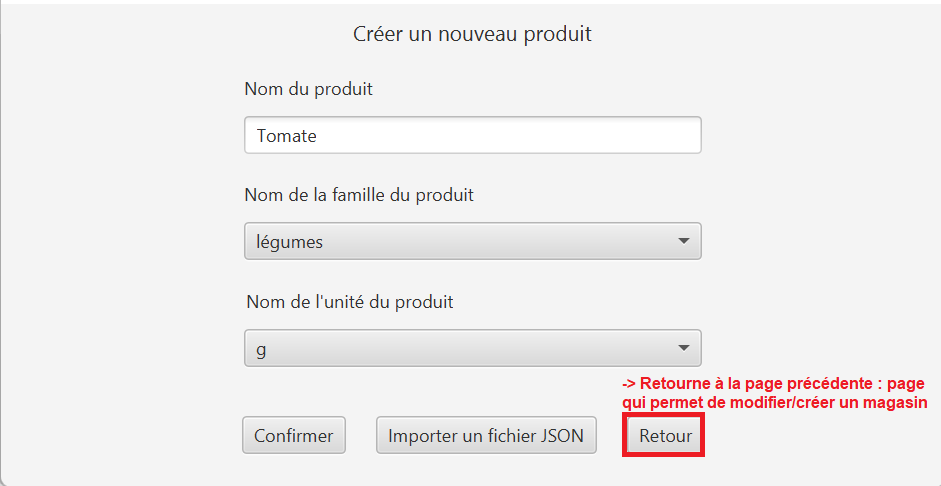 Créer un nouveau produit
Nom du produit
Tomate
Nom de la famille du produit
légumes
Nom de l'unité du produit
g
-> Retourne à la page précédente : page
qui permet de modifier/créer un magasin
Confirmer
Importer un fichier JSON
Retour